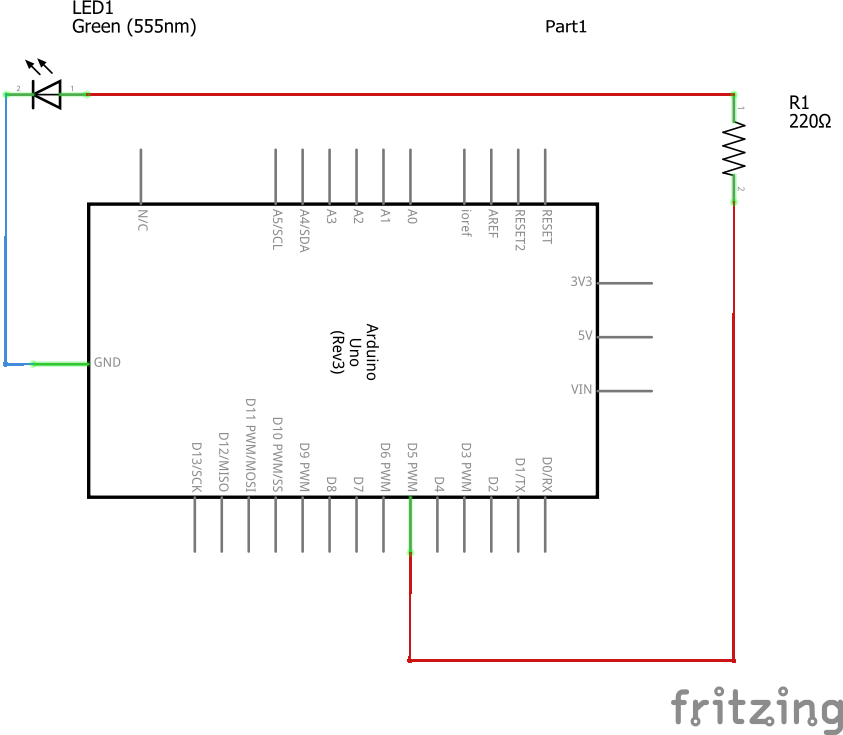 LED1
Green (555nm)
Part1
2
1
R1
220Ω
1
2
N/C
A5/SCL
A4/SDA
A3
A2
A1
A0
ioref
AREF
RESET2
RESET
3V3
5V
VIN
GND
Arduino
Uno
(Rev3)
D13/SCK
D12/MISO
D11 PWM/MOSI
D10 PWM/SS
D9 PWM
D8
D7
D6 PWM
D5 PWM
D4
D3 PWM
D2
D1/TX
D0/RX
fritzing